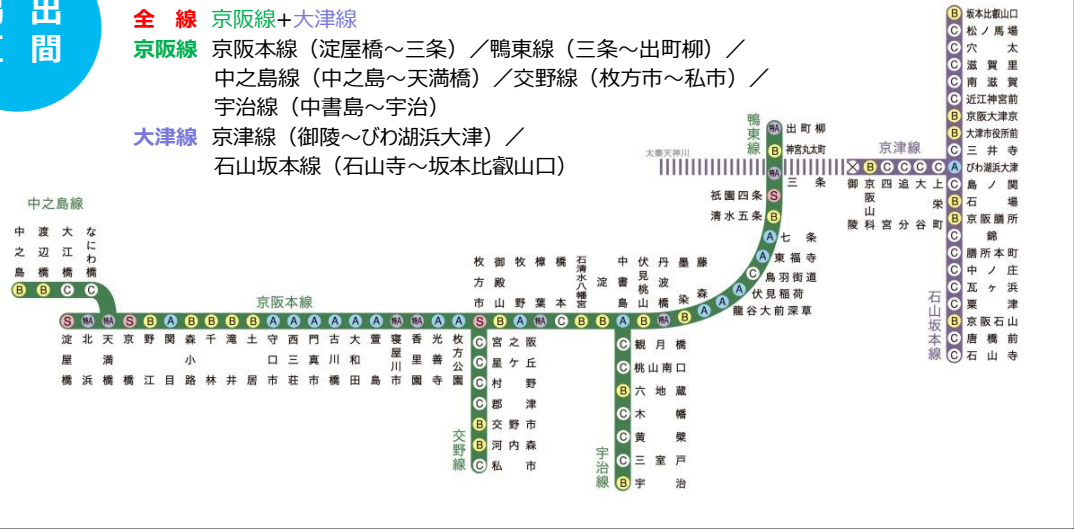 出
間
全 線 京阪線+大津線
京阪線 京阪本線（淀屋橋～三条）／鴨東線（三条～出町柳）／
中之島線（中之島～天満橋）／交野線（枚方市～私市）／
宇治線（中書島～宇治）
大津線 京津線（御陵～びわ湖浜大津）／
石山坂本線（石山寺～坂本比叡山口）
中之島線
B 中之島
B 渡辺橋
C 大江橋
C なにわ橋
京阪本線
S 淀屋橋
特A 北浜
特A 天満橋
S 京橋
B 野江
A 関目
B 森小路
B 千林
B 滝井
B 土居
A 守口市
A 西三荘
A 門真市
A 古川橋
A 大和田
A 萱島
特A 寝屋川市
特A 香里園
A 光善寺
A 枚方公園
S 枚方市
B 御殿山
A 牧野
特A 樟葉
C 橋本
B 石清水八幡宮
B 淀
A 中書島
B 伏見桃山
特A 丹波橋
B 墨染
A 藤森
A 龍谷大前深草
A 伏見稲荷
C 鳥羽街道
A 東福寺
A 七条
B 清水五条
S 祇園四条
特A 三条
B 神宮丸太町
特A 出町柳
鴨東線
交野線
C 宮之阪
C 星ヶ丘
C 村野
C 郡津
B 交野市
B 河内森
C 私市
宇治線
C 観月橋
C 桃山南口
B 六地蔵
C 木幡
C 黄檗
C 三室戸
B 宇治
太秦天神川
京津線
御陵
B 京阪山科
C 四宮
C 追分
C 大谷
C 上栄町
石山坂本線
B 坂本比叡山口
C 松ノ馬場
C 穴太
C 滋賀里
C 南滋賀
C 近江神宮前
B 京阪大津京
B 大津市役所前
C 三井寺
A びわ湖浜大津
C 島ノ関
B 石場
B 京阪膳所
C 錦
C 膳所本町
C 中ノ庄
C 瓦ヶ浜
C 粟津
B 京阪石山
C 唐橋前
C 石山寺